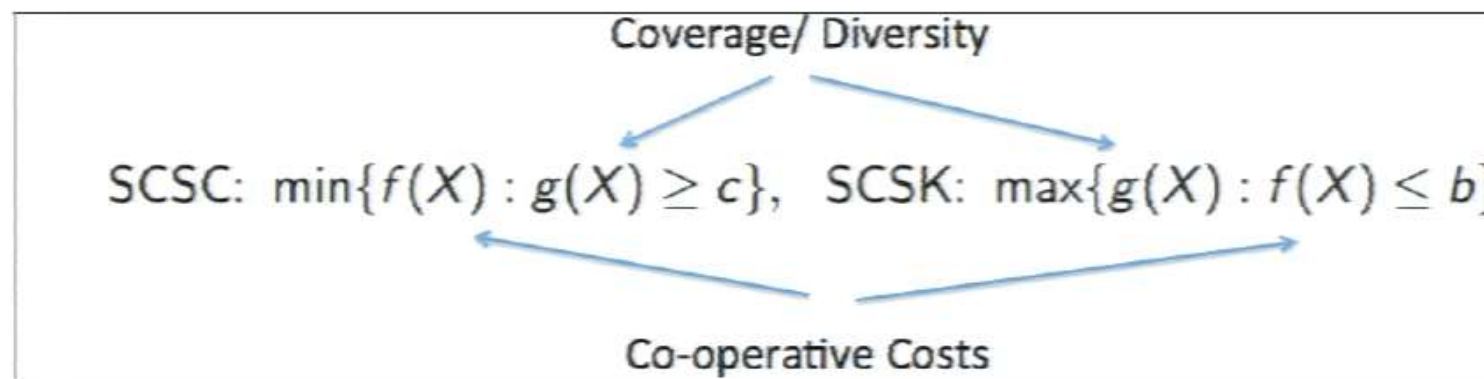 Coverage/ Diversity
SCSC: min{f(X) : g(X) ≥ c}, SCSK: max{g(X) : f(X) ≤ b}
Co-operative Costs